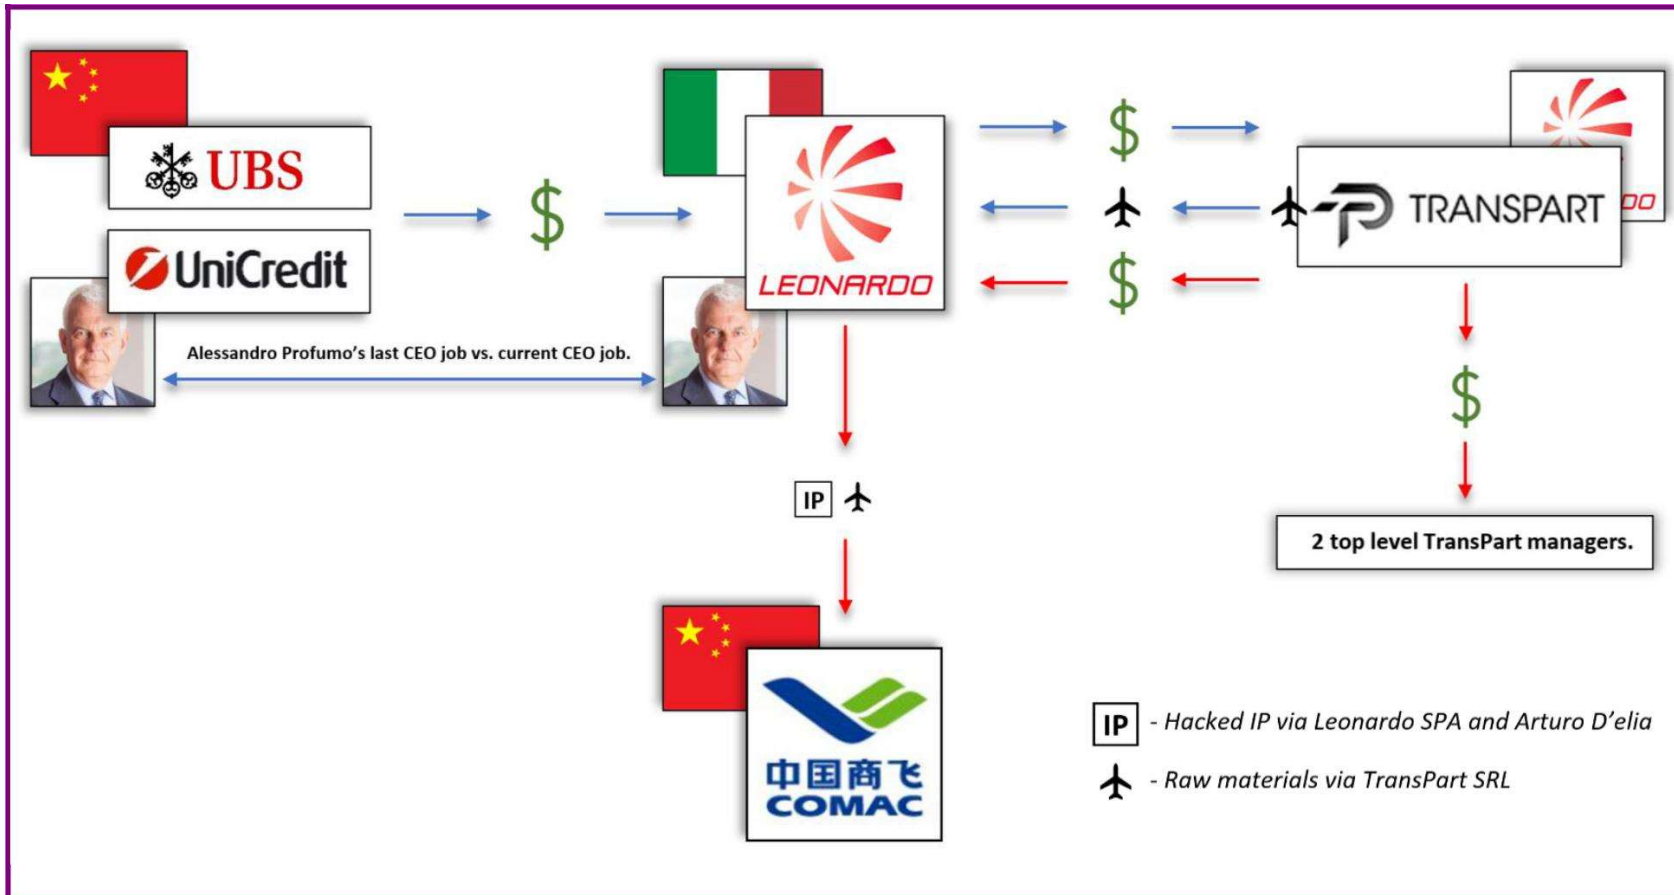 UBS
UniCredit
LEONARDO
TRANSPART
DO
Alessandro Profumo’s last CEO job vs. current CEO job.
$
$
$
$
IP
2 top level TransPart managers.
中国商飞
COMAC
IP - Hacked IP via Leonardo SPA and Arturo D’elia
- Raw materials via TransPart SRL